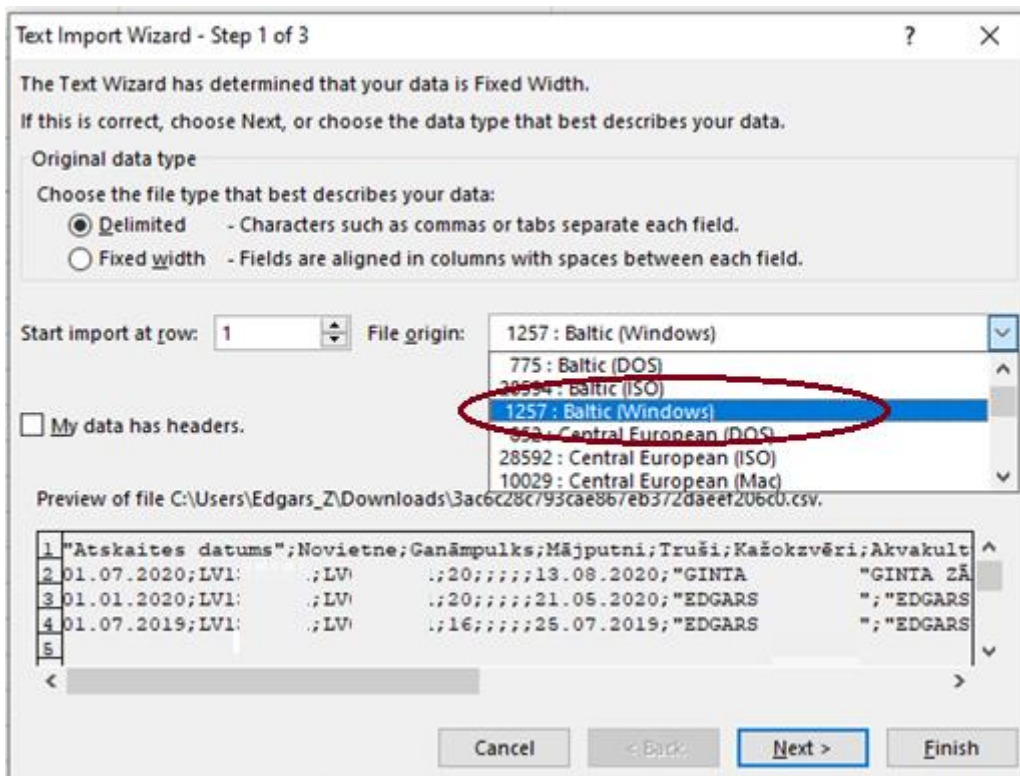 Text Import Wizard - Step 1 of 3 ?
The Text Wizard has determined that your data is Fixed Width.
If this is correct, choose Next, or choose the data type that best describes your data.
Original data type
Choose the file type that best describes your data:
Delimited - Characters such as commas or tabs separate each field.
Fixed width - Fields are aligned in columns with spaces between each field.
Start import at row: 1 File origin: 1257 : Baltic (Windows)
775 : Baltic (DOS)
28594 : Baltic (ISO)
1257 : Baltic (Windows)
852 : Central European (DOS)
28592 : Central European (ISO)
10029 : Central European (Mac)
My data has headers.
Preview of file C:\Users\Edgars_Z\Downloads\3ac6c28c793cae867eb372daeef206c0.csv.
1 "Atskaites datums";Novietne;Ganāmpulks;Mājputni;Truši;Kažokzvēri;Akvakult
2 01.07.2020;LV1 ;LV ;20;;;;;13.08.2020;"GINTA "GINTA ZĀ
3 01.01.2020;LV1 ;LV ;20;;;;;21.05.2020;"EDGARS ";"EDGARS
4 01.07.2019;LV1 ;LV ;16;;;;;25.07.2019;"EDGARS ";"EDGARS
5
Cancel < Back Next > Finish